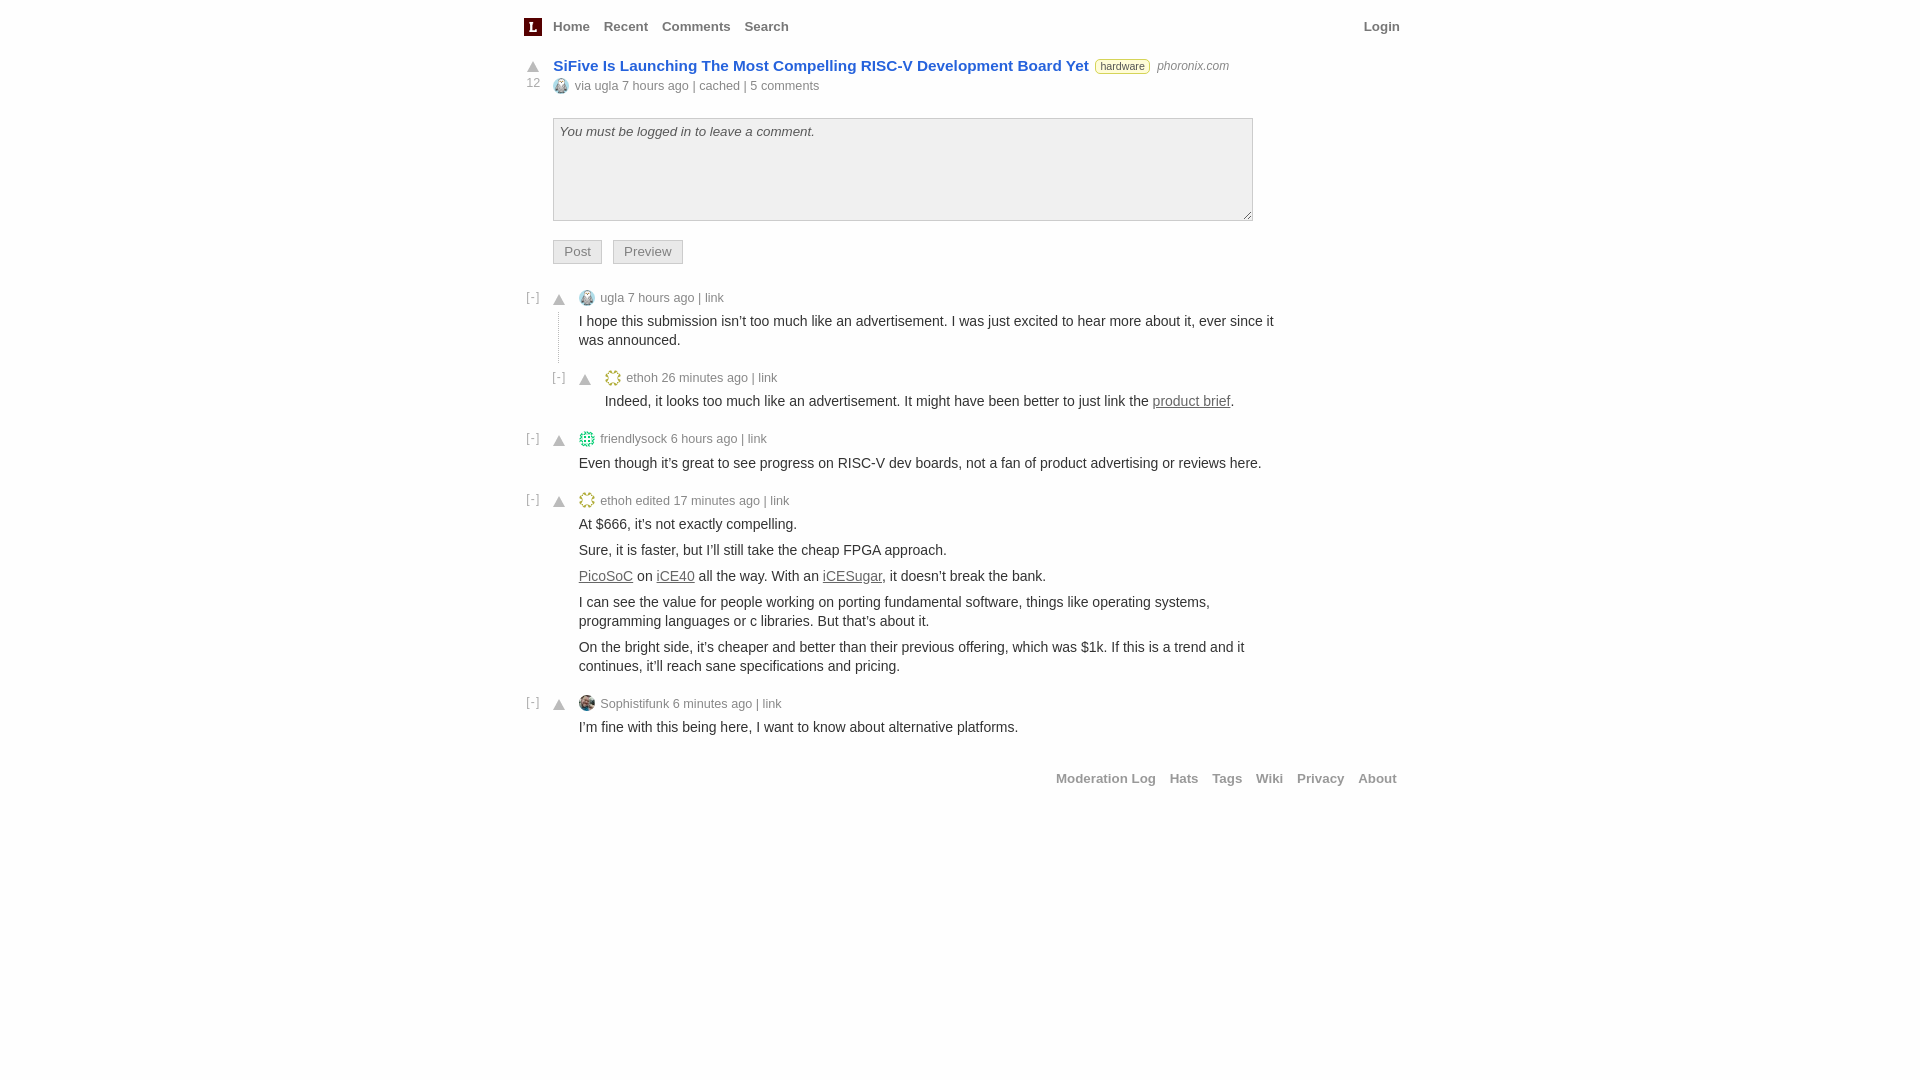 L Home Recent Comments Search Login
SiFive Is Launching The Most Compelling RISC-V Development Board Yet hardware phoronix.com
12 via ugla 7 hours ago | cached | 5 comments
You must be logged in to leave a comment.
Post Preview
[-] ugla 7 hours ago | link
I hope this submission isn’t too much like an advertisement. I was just excited to hear more about it, ever since it
was announced.
[-] ethoh 26 minutes ago | link
Indeed, it looks too much like an advertisement. It might have been better to just link the product brief.
[-] friendlysock 6 hours ago | link
Even though it’s great to see progress on RISC-V dev boards, not a fan of product advertising or reviews here.
[-] ethoh edited 17 minutes ago | link
At $666, it’s not exactly compelling.
Sure, it is faster, but I’ll still take the cheap FPGA approach.
PicoSoC on iCE40 all the way. With an iCESugar, it doesn’t break the bank.
I can see the value for people working on porting fundamental software, things like operating systems,
programming languages or c libraries. But that’s about it.
On the bright side, it’s cheaper and better than their previous offering, which was $1k. If this is a trend and it
continues, it’ll reach sane specifications and pricing.
[-] Sophistifunk 6 minutes ago | link
I’m fine with this being here, I want to know about alternative platforms.
Moderation Log Hats Tags Wiki Privacy About